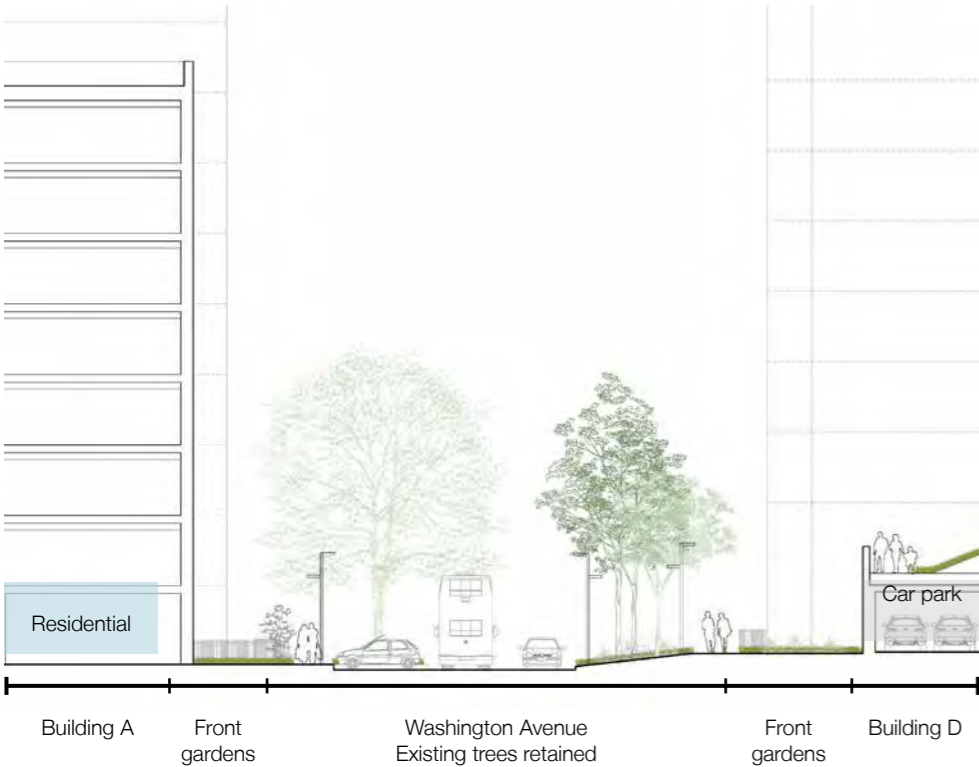 Residential
Car park
Building A
Front
gardens
Washington Avenue
Existing trees retained
Front
gardens
Building D